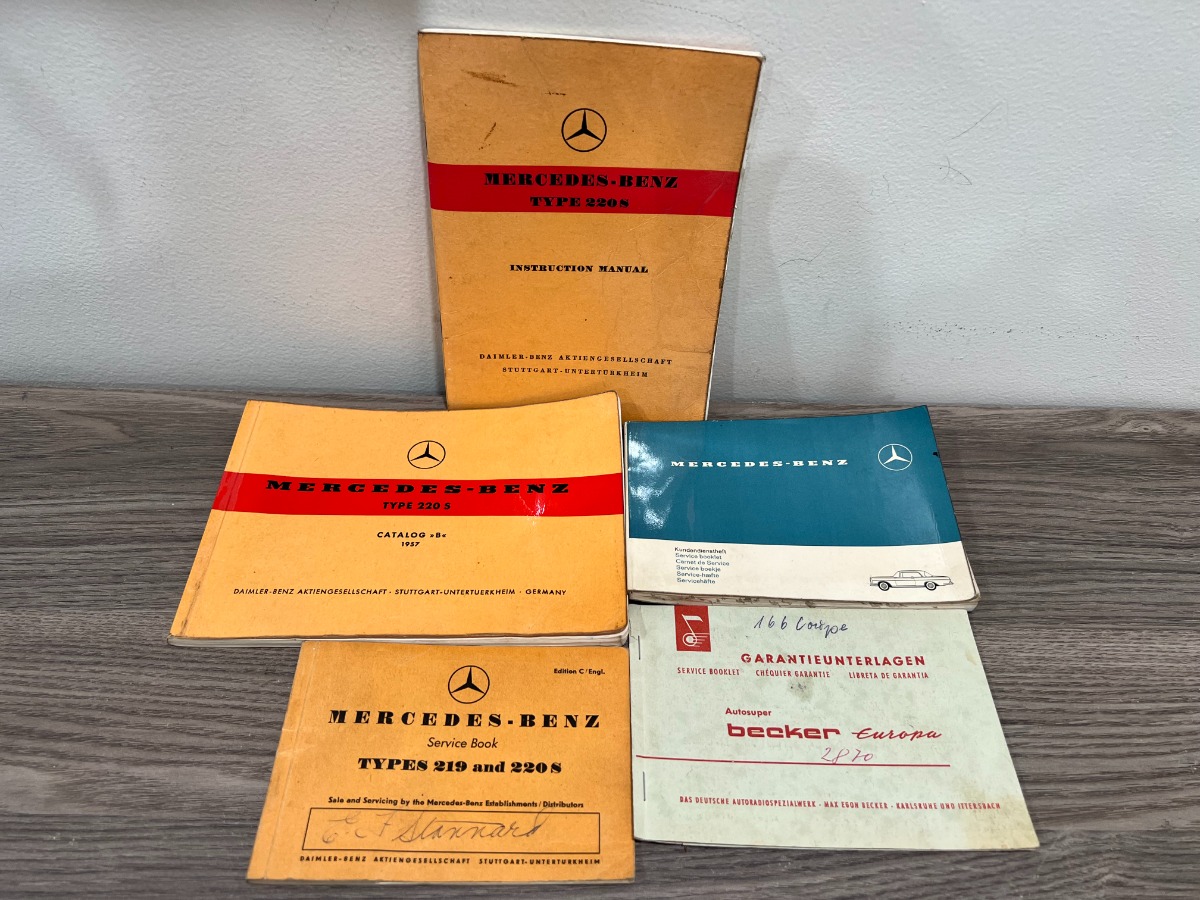 MERCEDES-BENZ
TYPE 220S
INSTRUCTION MANUAL
DAIMLER-BENZ AKTIENGESELLSCHAFT
STUTTGART-UNTERTÜRKHEIM
MERCEDES-BENZ
TYPE 220 S
CATALOG »B«
1957
DAIMLER-BENZ AKTIENGESELLSCHAFT · STUTTGART-UNTERTUERKHEIM · GERMANY
MERCEDES-BENZ
Kundendienstheft
Service booklet
Carnet de Service
Service boekje
Service-hæfte
Servicehäfte
Edition C/Engl.
MERCEDES-BENZ
Service Book
TYPES 219 and 220S
Sale and Servicing by the Mercedes-Benz Establishments/Distributors
E. F Stannard
DAIMLER-BENZ AKTIENGESELLSCHAFT STUTTGART-UNTERTÜRKHEIM
166 Coupe
GARANTIEUNTERLAGEN
SERVICE BOOKLET CHÉQUIER GARANTIE LIBRETA DE GARANTIA
Autosuper
becker Europa
2870
DAS DEUTSCHE AUTORADIOSPEZIALWERK · MAX EGON BECKER · KARLSRUHE UND ITTERSBACH